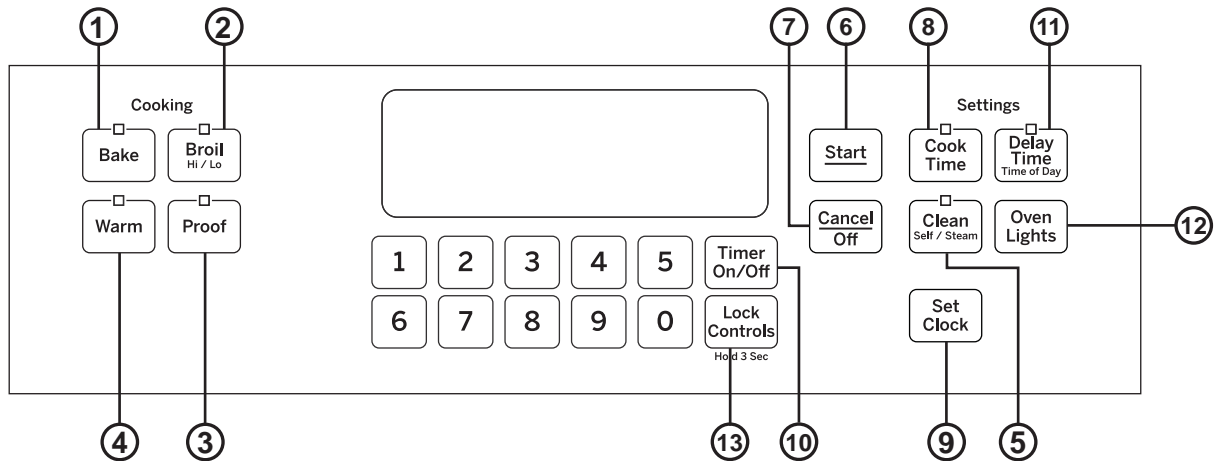 1
2
7
6
8
11
Cooking
Settings
Bake
Broil
Hi / Lo
Start
Cook
Time
Delay
Time
Time of Day
Warm
Proof
Cancel
Off
Clean
Self / Steam
Oven
Lights
12
1 2 3 4 5
Timer
On/Off
6 7 8 9 0
Lock
Controls
Hold 3 Sec
Set
Clock
4
3
13
10
9
5